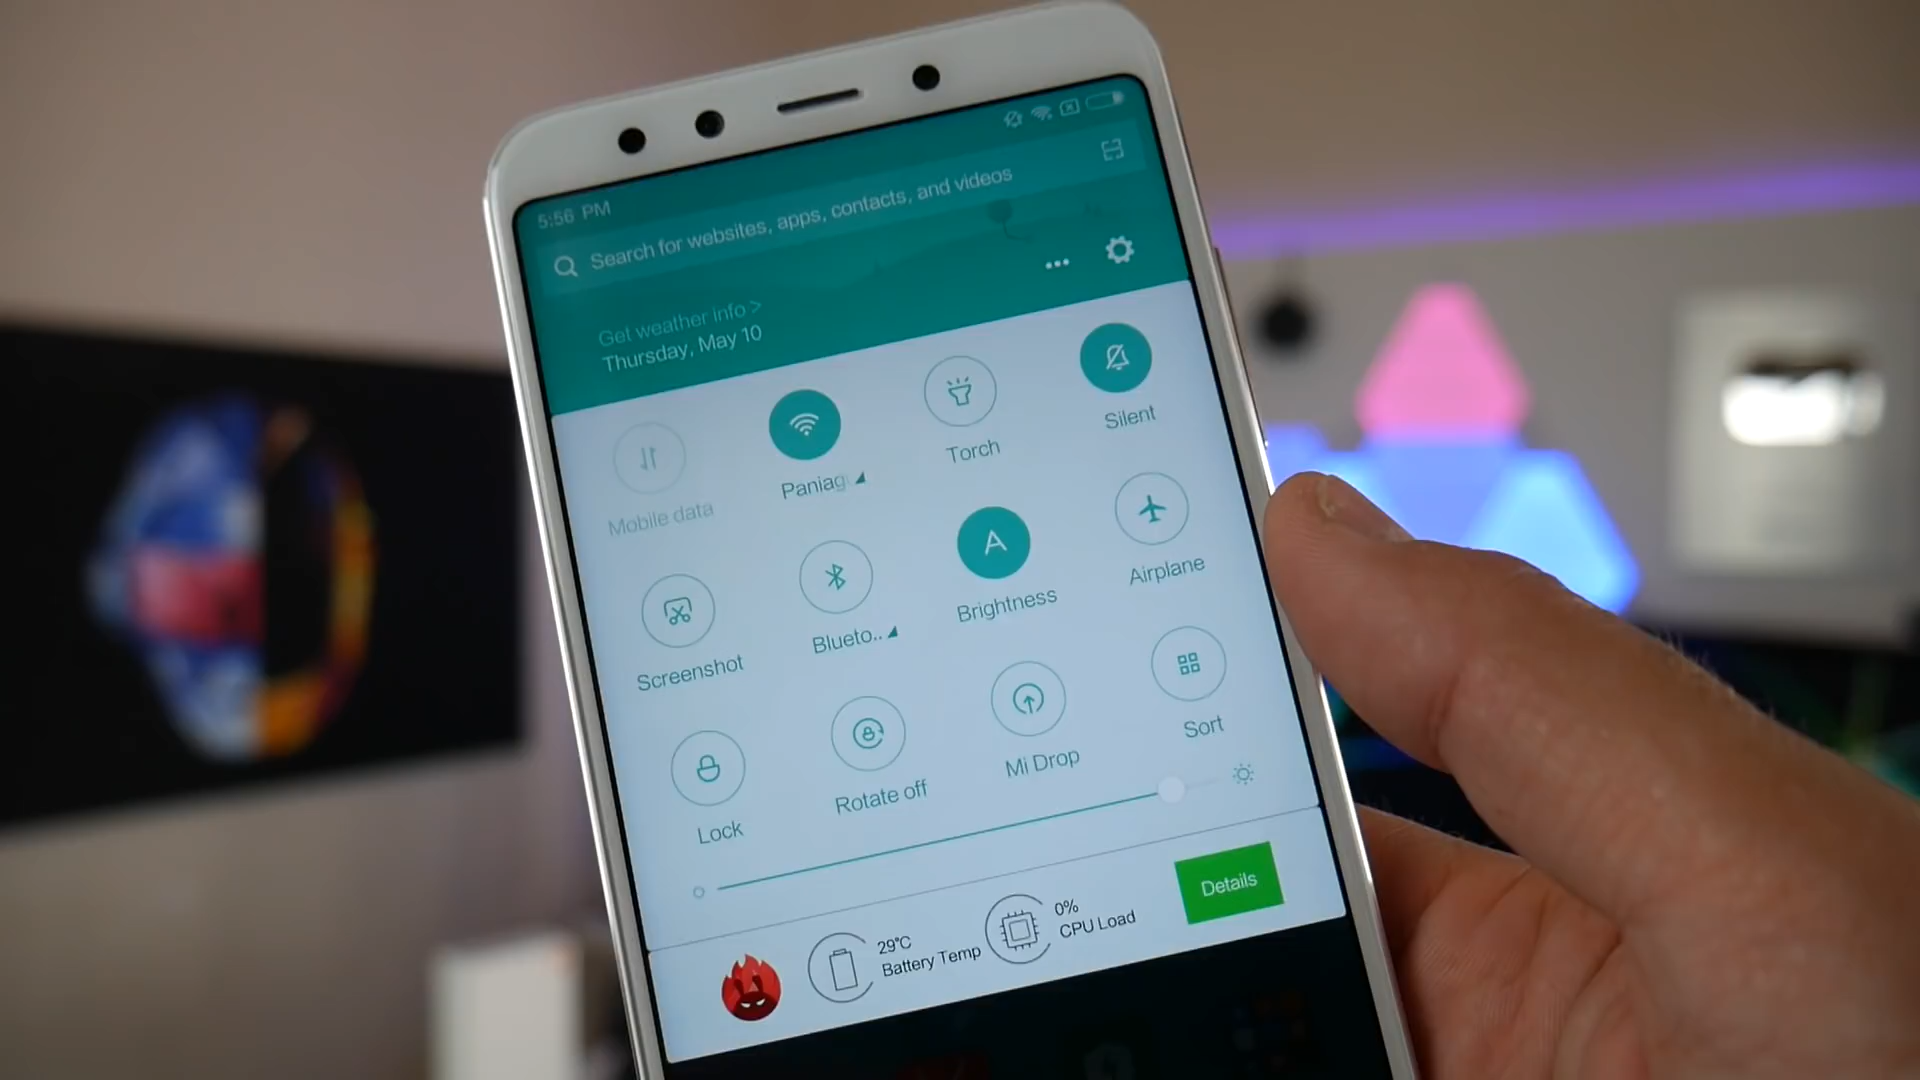 5:56 PM
Search for websites, apps, contacts, and videos
Get weather info >
Thursday, May 10
Mobile data
Paniag
Torch
Silent
Screenshot
Blueto..
A
Brightness
Airplane
Lock
Rotate off
Mi Drop
Sort
29°C
Battery Temp
0%
CPU Load
Details